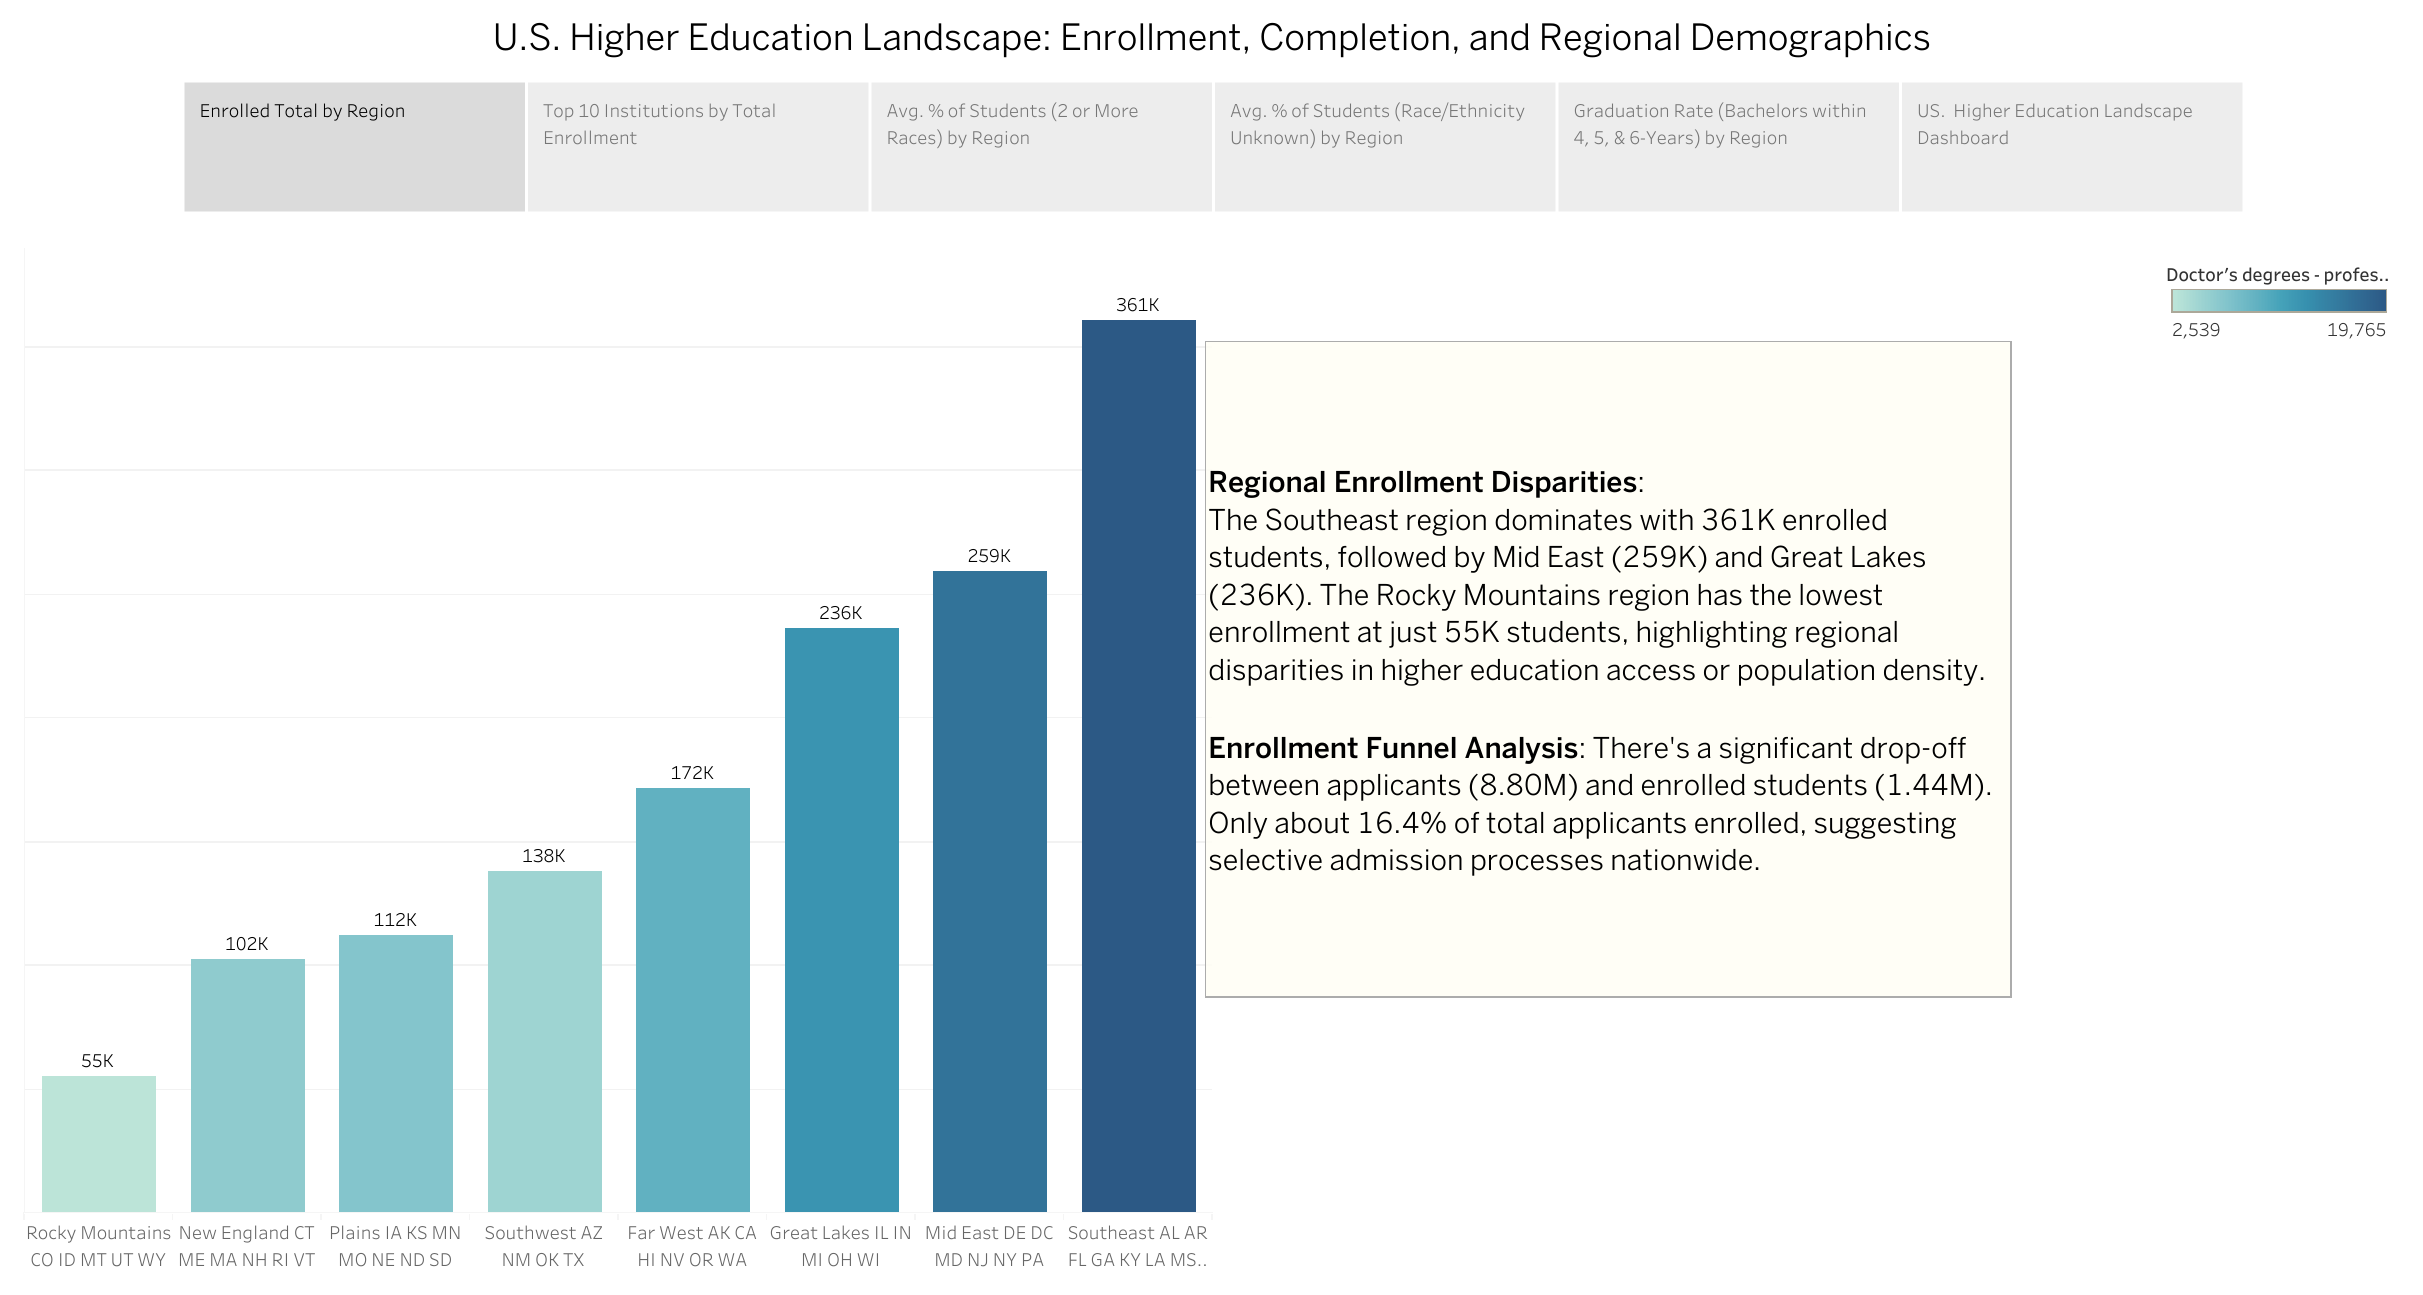 U.S. Higher Education Landscape: Enrollment, Completion, and Regional Demographics
Enrolled Total by Region
Top 10 Institutions by Total
Enrollment
Avg. % of Students (2 or More
Races) by Region
Avg. % of Students (Race/Ethnicity
Unknown) by Region
Graduation Rate (Bachelors within
4, 5, & 6-Years) by Region
US.  Higher Education Landscape
Dashboard
Doctor's degrees - profes..
2,539
19,765
361K
259K
236K
172K
138K
112K
102K
55K
Regional Enrollment Disparities:
The Southeast region dominates with 361K enrolled
students, followed by Mid East (259K) and Great Lakes
(236K). The Rocky Mountains region has the lowest
enrollment at just 55K students, highlighting regional
disparities in higher education access or population density.
Enrollment Funnel Analysis: There's a significant drop-off
between applicants (8.80M) and enrolled students (1.44M).
Only about 16.4% of total applicants enrolled, suggesting
selective admission processes nationwide.
Rocky Mountains
CO ID MT UT WY
New England CT
ME MA NH RI VT
Plains IA KS MN
MO NE ND SD
Southwest AZ
NM OK TX
Far West AK CA
HI NV OR WA
Great Lakes IL IN
MI OH WI
Mid East DE DC
MD NJ NY PA
Southeast AL AR
FL GA KY LA MS..